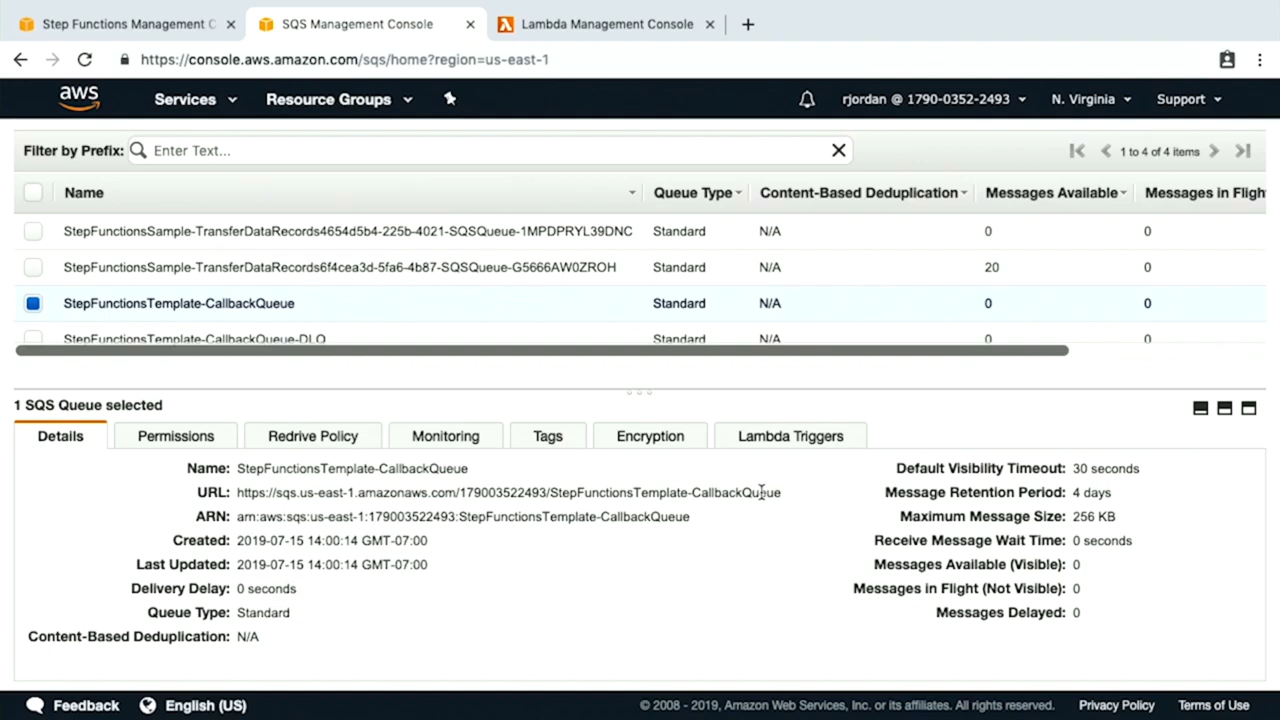 Step Functions Management C
SQS Management Console
Lambda Management Console
https://console.aws.amazon.com/sqs/home?region=us-east-1
aws Services Resource Groups rjordan @ 1790-0352-2493 N. Virginia Support
Filter by Prefix: Enter Text... 1 to 4 of 4 items
Name Queue Type Content-Based Deduplication Messages Available Messages in Fligh
StepFunctionsSample-TransferDataRecords4654d5b4-225b-4021-SQSQueue-1MPDPRYL39DNC Standard N/A 0 0
StepFunctionsSample-TransferDataRecords6f4cea3d-5fa6-4b87-SQSQueue-G5666AW0ZROH Standard N/A 20 0
StepFunctionsTemplate-CallbackQueue Standard N/A 0 0
StepFunctionsTemplate-CallbackQueue-DLQ Standard N/A 0 0
1 SQS Queue selected
Details Permissions Redrive Policy Monitoring Tags Encryption Lambda Triggers
Name: StepFunctionsTemplate-CallbackQueue
URL: https://sqs.us-east-1.amazonaws.com/179003522493/StepFunctionsTemplate-CallbackQueue
ARN: arn:aws:sqs:us-east-1:179003522493:StepFunctionsTemplate-CallbackQueue
Created: 2019-07-15 14:00:14 GMT-07:00
Last Updated: 2019-07-15 14:00:14 GMT-07:00
Delivery Delay: 0 seconds
Queue Type: Standard
Content-Based Deduplication: N/A
Default Visibility Timeout: 30 seconds
Message Retention Period: 4 days
Maximum Message Size: 256 KB
Receive Message Wait Time: 0 seconds
Messages Available (Visible): 0
Messages in Flight (Not Visible): 0
Messages Delayed: 0
Feedback English (US) © 2008 - 2019, Amazon Web Services, Inc. or its affiliates. All rights reserved. Privacy Policy Terms of Use